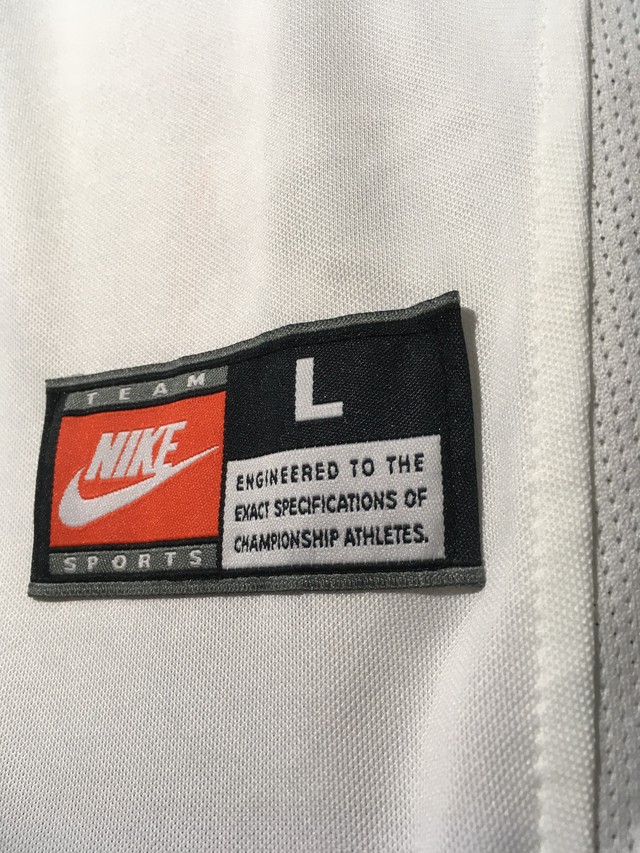 TEAM
NIKE
SPORTS
L
ENGINEERED TO THE
EXACT SPECIFICATIONS OF
CHAMPIONSHIP ATHLETES.